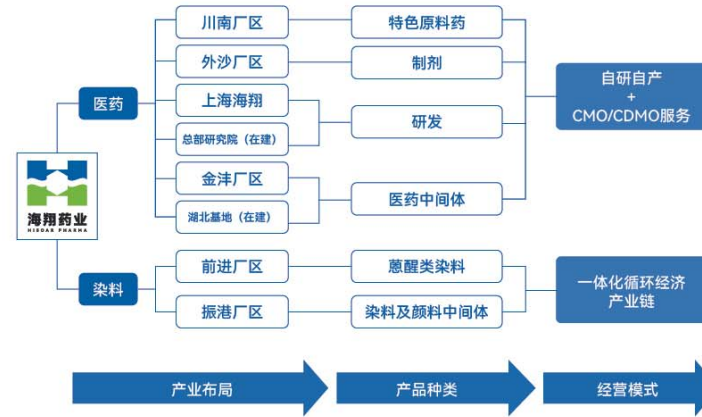 川南厂区
特色原料药
外沙厂区
制剂
医药
上海海翔
研发
总部研究院（在建）
自研自产
+
CMO/CDMO服务
金沣厂区
医药中间体
湖北基地（在建）
海翔药业
HISOAR PHARMA
染料
前进厂区
蒽醌类染料
振港厂区
染料及颜料中间体
一体化循环经济
产业链
产业布局
产品种类
经营模式